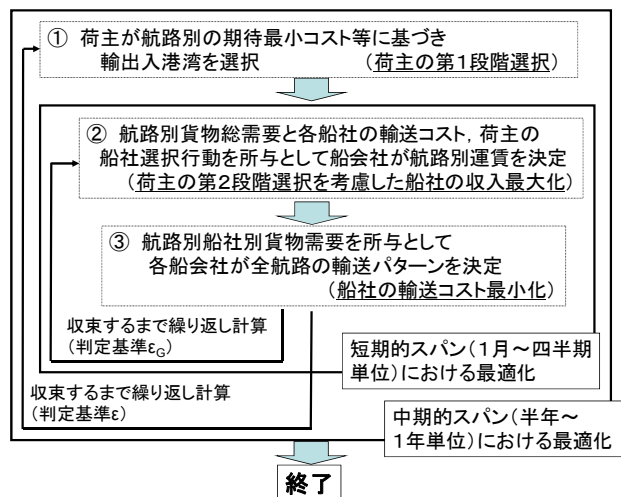 ① 荷主が航路別の期待最小コスト等に基づき
輸出入港湾を選択 （荷主の第１段階選択）
② 航路別貨物総需要と各船社の輸送コスト，荷主の
船社選択行動を所与として船会社が航路別運賃を決定
（荷主の第２段階選択を考慮した船社の収入最大化）
③ 航路別船社別貨物需要を所与として
各船会社が全航路の輸送パターンを決定
（船社の輸送コスト最小化）
収束するまで繰り返し計算
（判定基準εG）
短期的スパン（１月～四半期
単位）における最適化
収束するまで繰り返し計算
（判定基準ε）
中期的スパン（半年～
１年単位）における最適化
終了